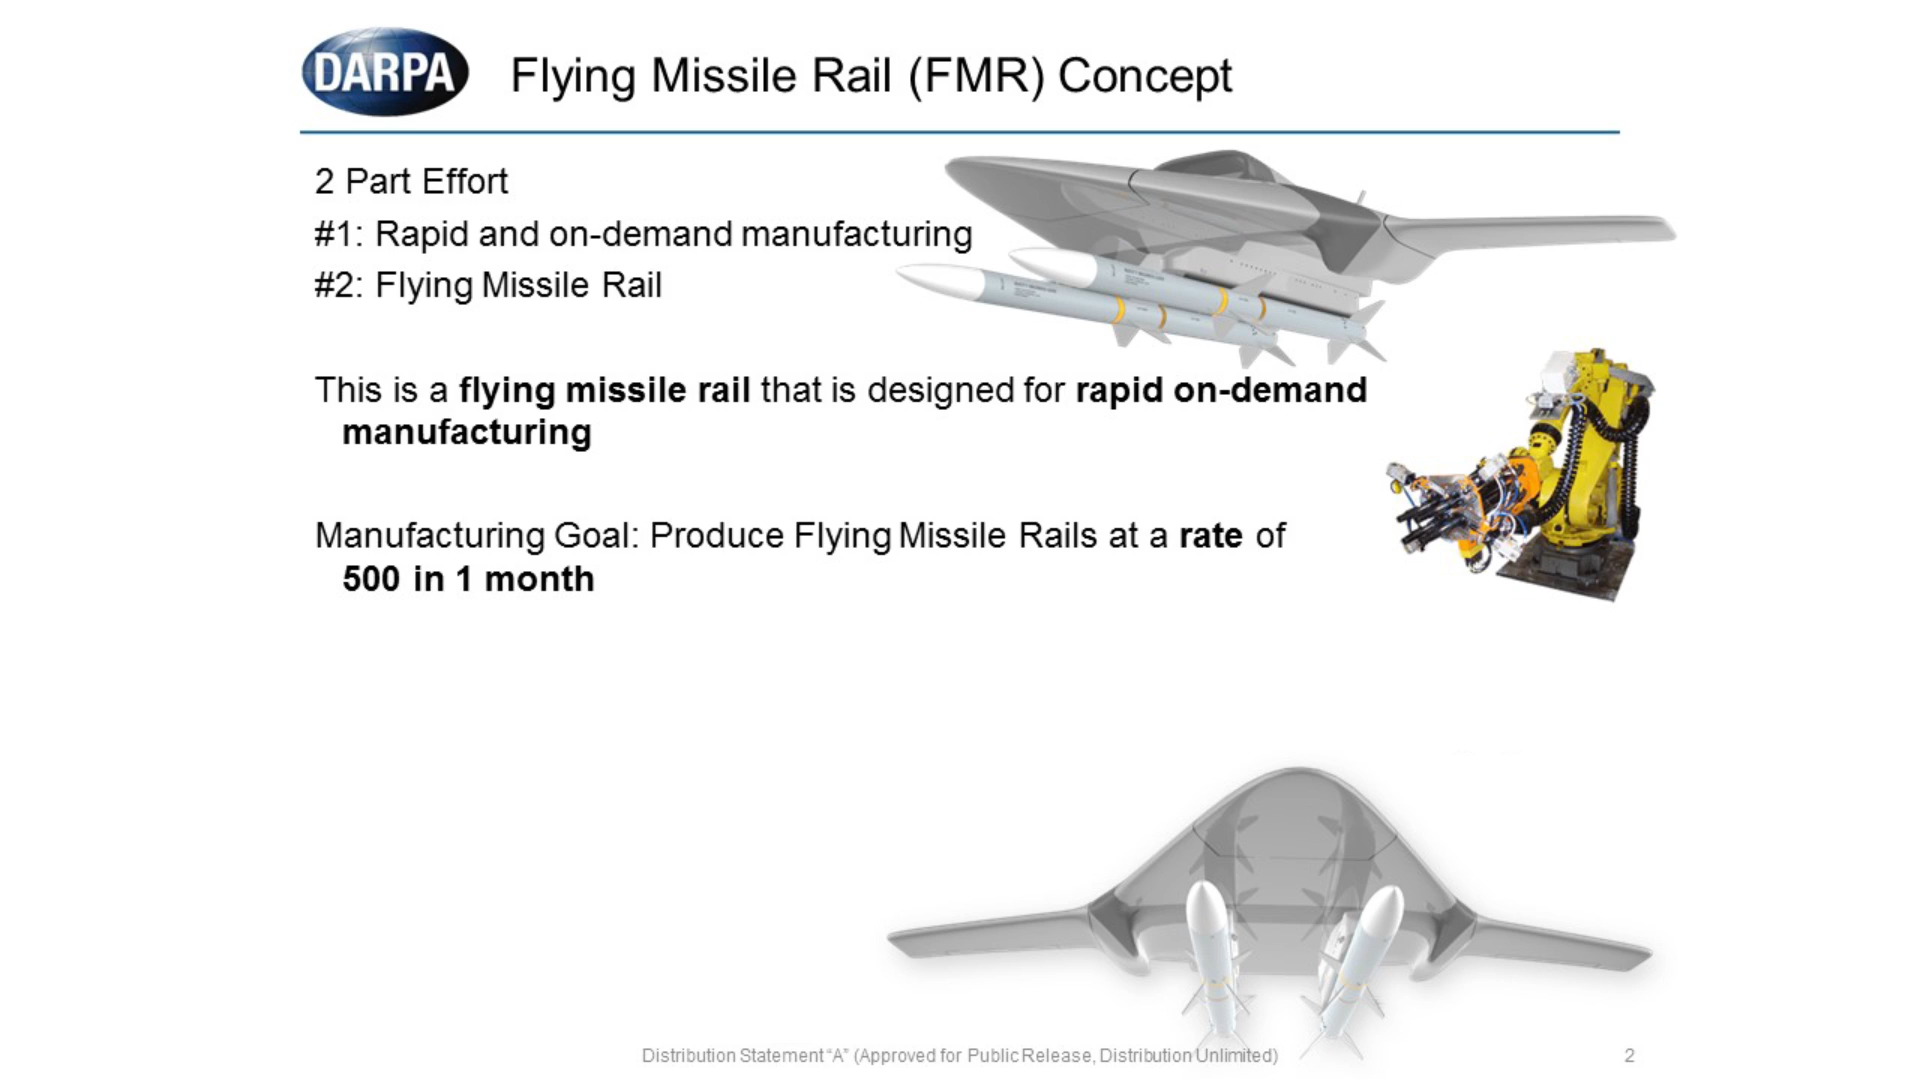 DARPA
Flying Missile Rail (FMR) Concept
2 Part Effort
#1: Rapid and on-demand manufacturing
#2: Flying Missile Rail
This is a flying missile rail that is designed for rapid on-demand
manufacturing
Manufacturing Goal: Produce Flying Missile Rails at a rate of
500 in 1 month
Distribution Statement “A” (Approved for Public Release, Distribution Unlimited)
2